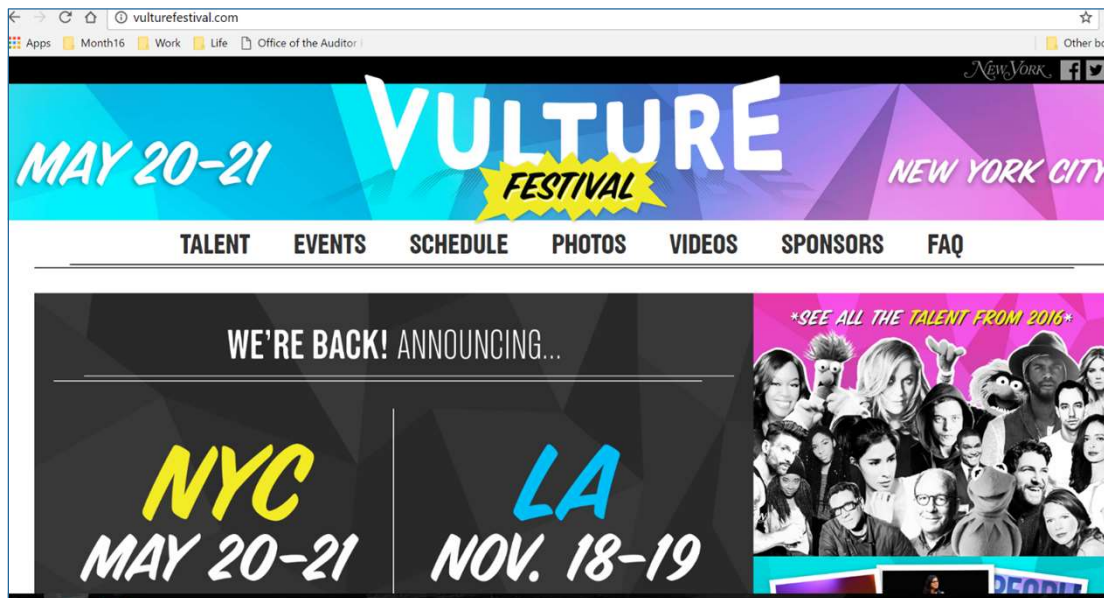 vulturefestival.com
Apps Month16 Work Life Office of the Auditor Other bo
NEW YORK
VULTURE
FESTIVAL
MAY 20-21
NEW YORK CITY
TALENT EVENTS SCHEDULE PHOTOS VIDEOS SPONSORS FAQ
WE'RE BACK! ANNOUNCING...
NYC
MAY 20-21
LA
NOV. 18-19
*SEE ALL THE TALENT FROM 2016*
PEOPLE